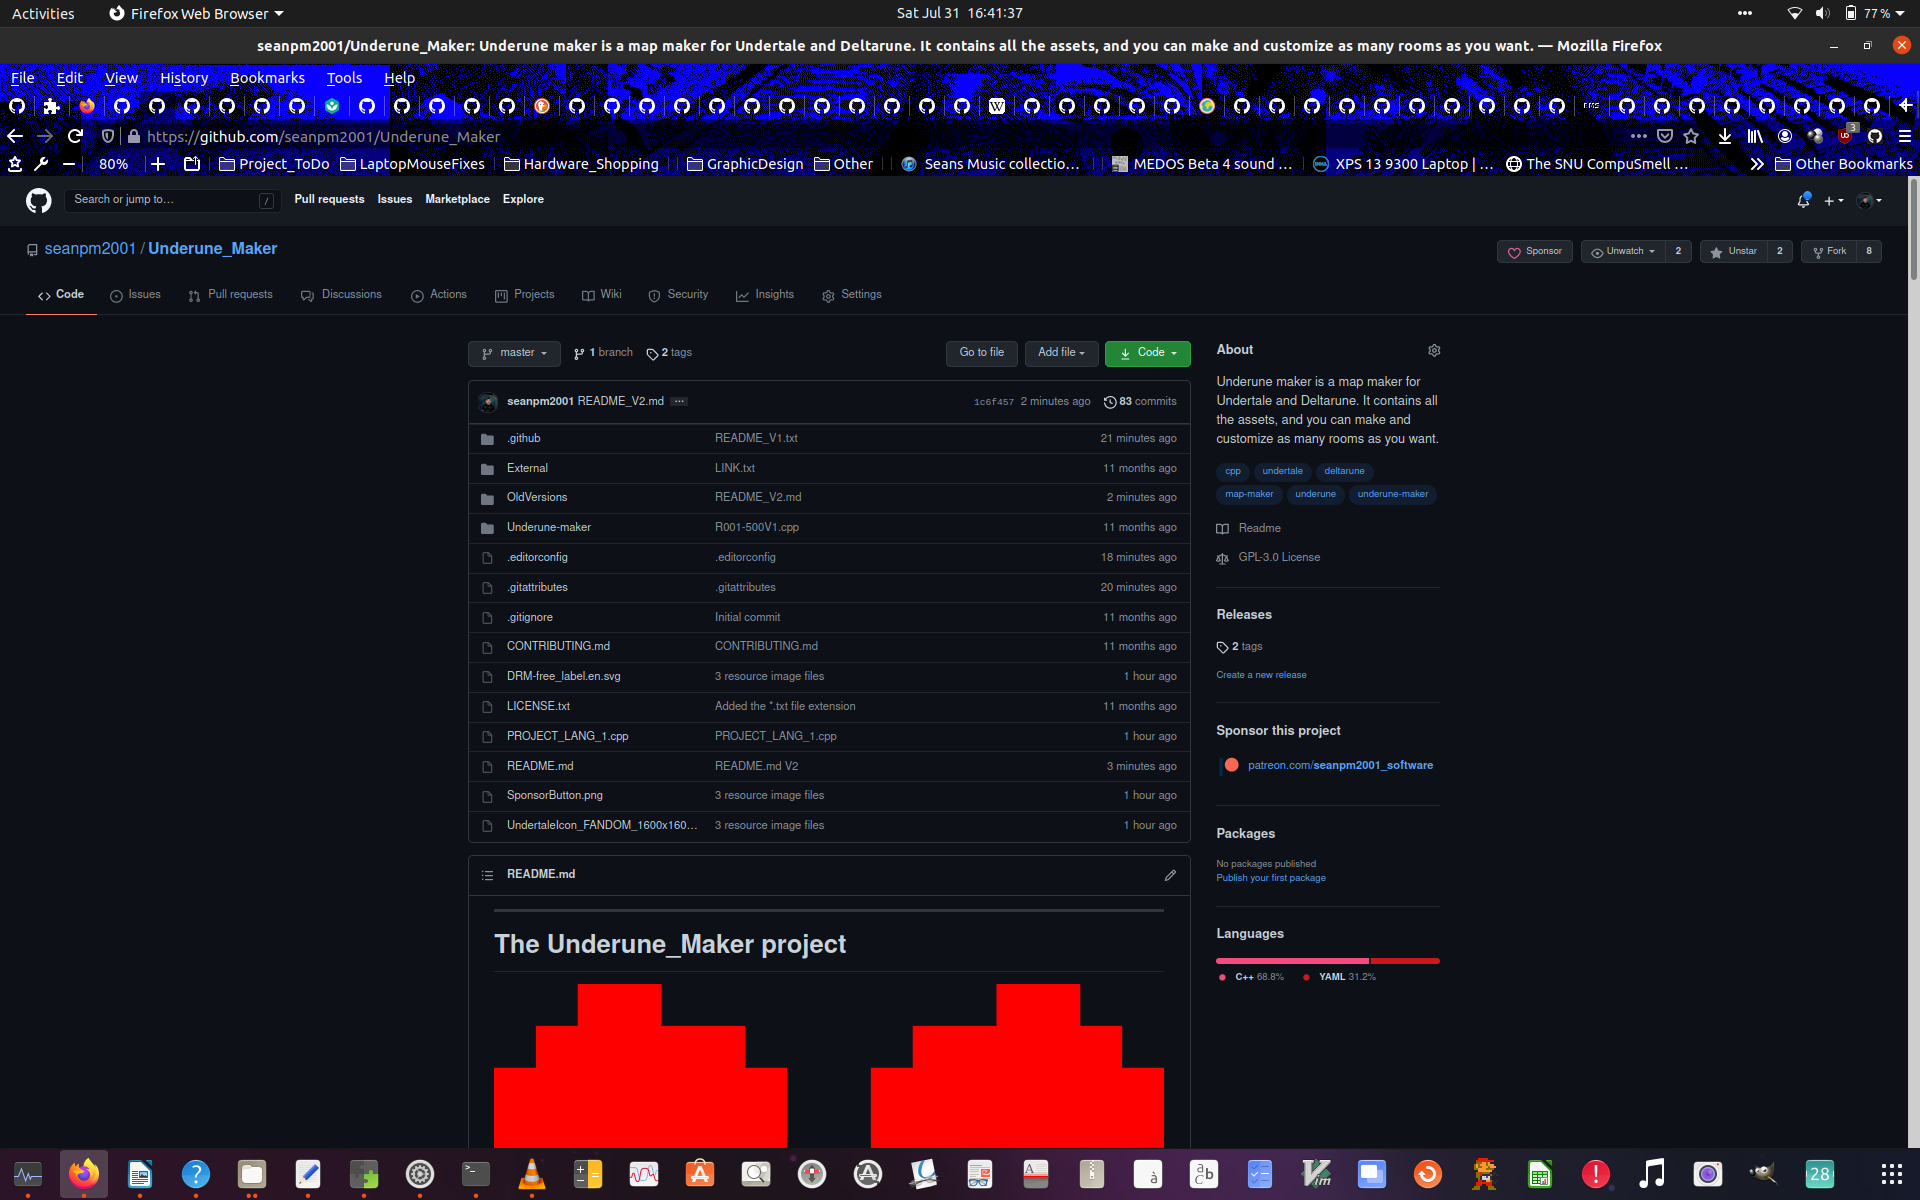 Activities Firefox Web Browser Sat Jul 31 16:41:37 77 %
seanpm2001/Underune_Maker: Underune maker is a map maker for Undertale and Deltarune. It contains all the assets, and you can make and customize as many rooms as you want. — Mozilla Firefox
File Edit View History Bookmarks Tools Help
https://github.com/seanpm2001/Underune_Maker 3
80% Project_ToDo LaptopMouseFixes Hardware_Shopping GraphicDesign Other Seans Music collectio… MEDOS Beta 4 sound … XPS 13 9300 Laptop | … The SNU CompuSmell … Other Bookmarks
Search or jump to… / Pull requests Issues Marketplace Explore
seanpm2001 / Underune_Maker Sponsor Unwatch 2 Unstar 2 Fork 8
Code Issues Pull requests Discussions Actions Projects Wiki Security Insights Settings
master 1 branch 2 tags Go to file Add file Code
seanpm2001 README_V2.md ... 1c6f457 2 minutes ago 83 commits
.github README_V1.txt 21 minutes ago
External LINK.txt 11 months ago
OldVersions README_V2.md 2 minutes ago
Underune-maker R001-500V1.cpp 11 months ago
.editorconfig .editorconfig 18 minutes ago
.gitattributes .gitattributes 20 minutes ago
.gitignore Initial commit 11 months ago
CONTRIBUTING.md CONTRIBUTING.md 11 months ago
DRM-free_label.en.svg 3 resource image files 1 hour ago
LICENSE.txt Added the *.txt file extension 11 months ago
PROJECT_LANG_1.cpp PROJECT_LANG_1.cpp 1 hour ago
README.md README.md V2 3 minutes ago
SponsorButton.png 3 resource image files 1 hour ago
UndertaleIcon_FANDOM_1600x160… 3 resource image files 1 hour ago
README.md
The Underune_Maker project
About
Underune maker is a map maker for
Undertale and Deltarune. It contains all
the assets, and you can make and
customize as many rooms as you want.
cpp undertale deltarune
map-maker underune underune-maker
Readme
GPL-3.0 License
Releases
2 tags
Create a new release
Sponsor this project
patreon.com/seanpm2001_software
Packages
No packages published
Publish your first package
Languages
C++ 68.8% YAML 31.2%
28